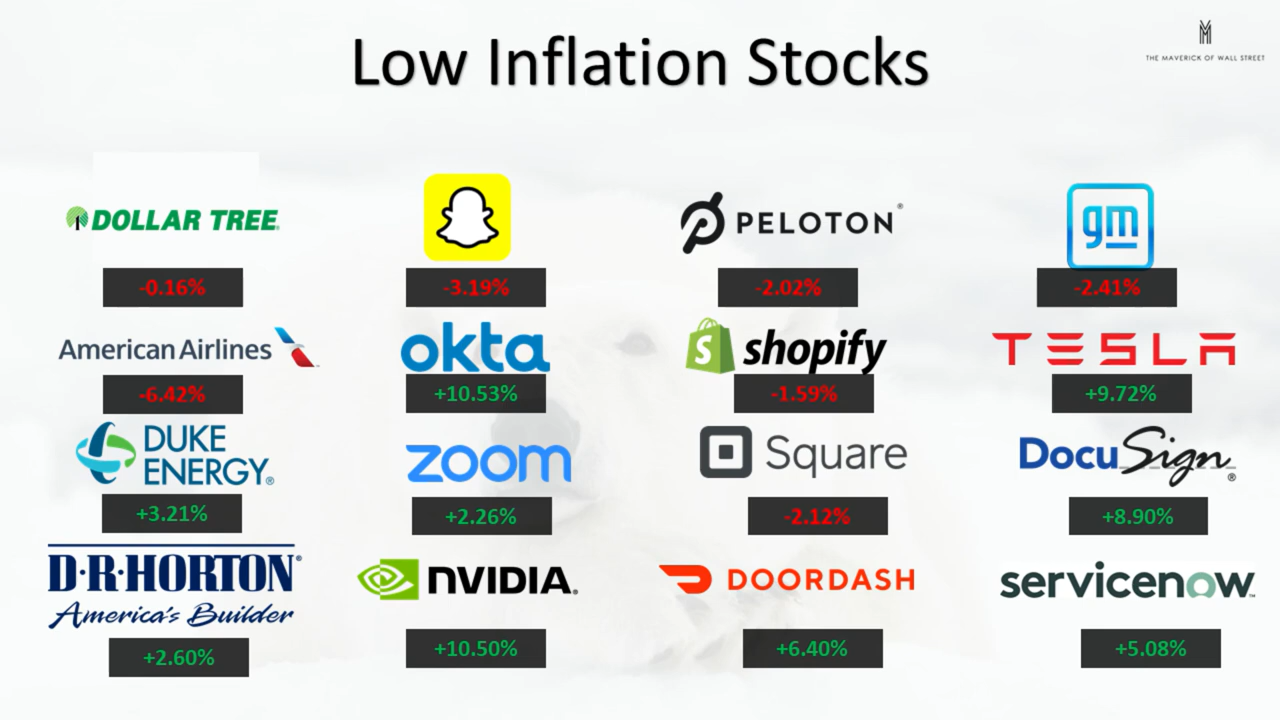 Low Inflation Stocks
THE MAVERICK OF WALL STREET
DOLLAR TREE
PELOTON®
gm
-0.16%
-3.19%
-2.02%
-2.41%
American Airlines
okta
shopify
TESLA
-6.42%
+10.53%
-1.59%
+9.72%
DUKE
ENERGY®
zoom
Square
DocuSign®
+3.21%
+2.26%
-2.12%
+8.90%
D·R·HORTON®
America's Builder
NVIDIA.
DOORDASH
servicenow™
+2.60%
+10.50%
+6.40%
+5.08%